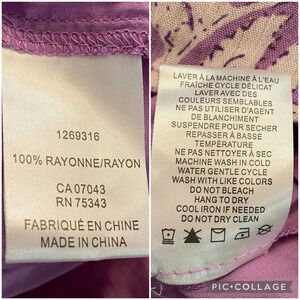 1269316
100% RAYONNE/RAYON
CA 07043
RN 75343
FABRIQUÉ EN CHINE
MADE IN CHINA
LAVER À LA MACHINE À L'EAU
FRAÎCHE CYCLE DÉLICAT
LAVER AVEC DES
COULEURS SEMBLABLES
NE PAS UTILISER D'AGENT
DE BLANCHIMENT
SUSPENDRE POUR SECHER
REPASSER À BASSE
TEMPÉRATURE
NE PAS NETTOYER À SEC
MACHINE WASH IN COLD
WATER GENTLE CYCLE
WASH WITH LIKE COLORS
DO NOT BLEACH
HANG TO DRY
COOL IRON IF NEEDED
DO NOT DRY CLEAN
PIC•COLLAGE